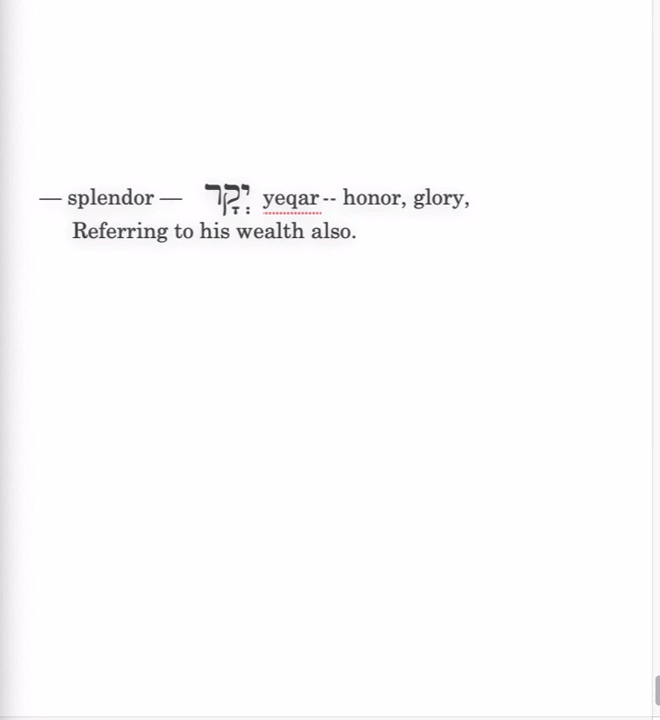 — splendor — יְקָר yeqar -- honor, glory,
Referring to his wealth also.